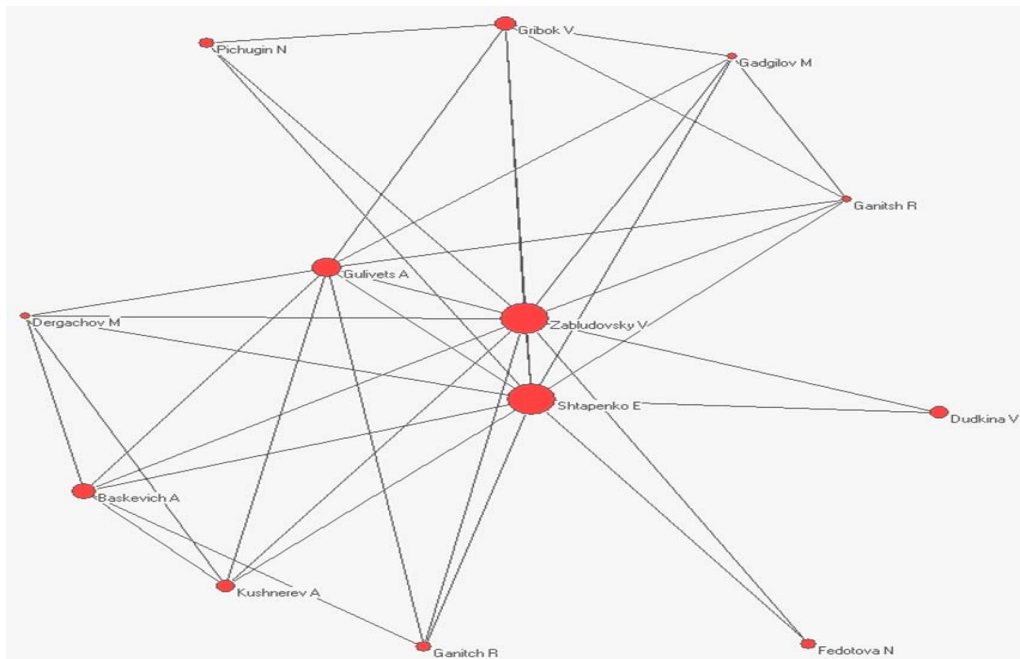 Gribok V
Pichugin N
Gadgilov M
Ganitsh R
Gulivets A
Dergachov M
Zabludovsky V
Shtapenko E
Dudkina V
Baskevich A
Kushnerev A
Ganitch R
Fedotova N